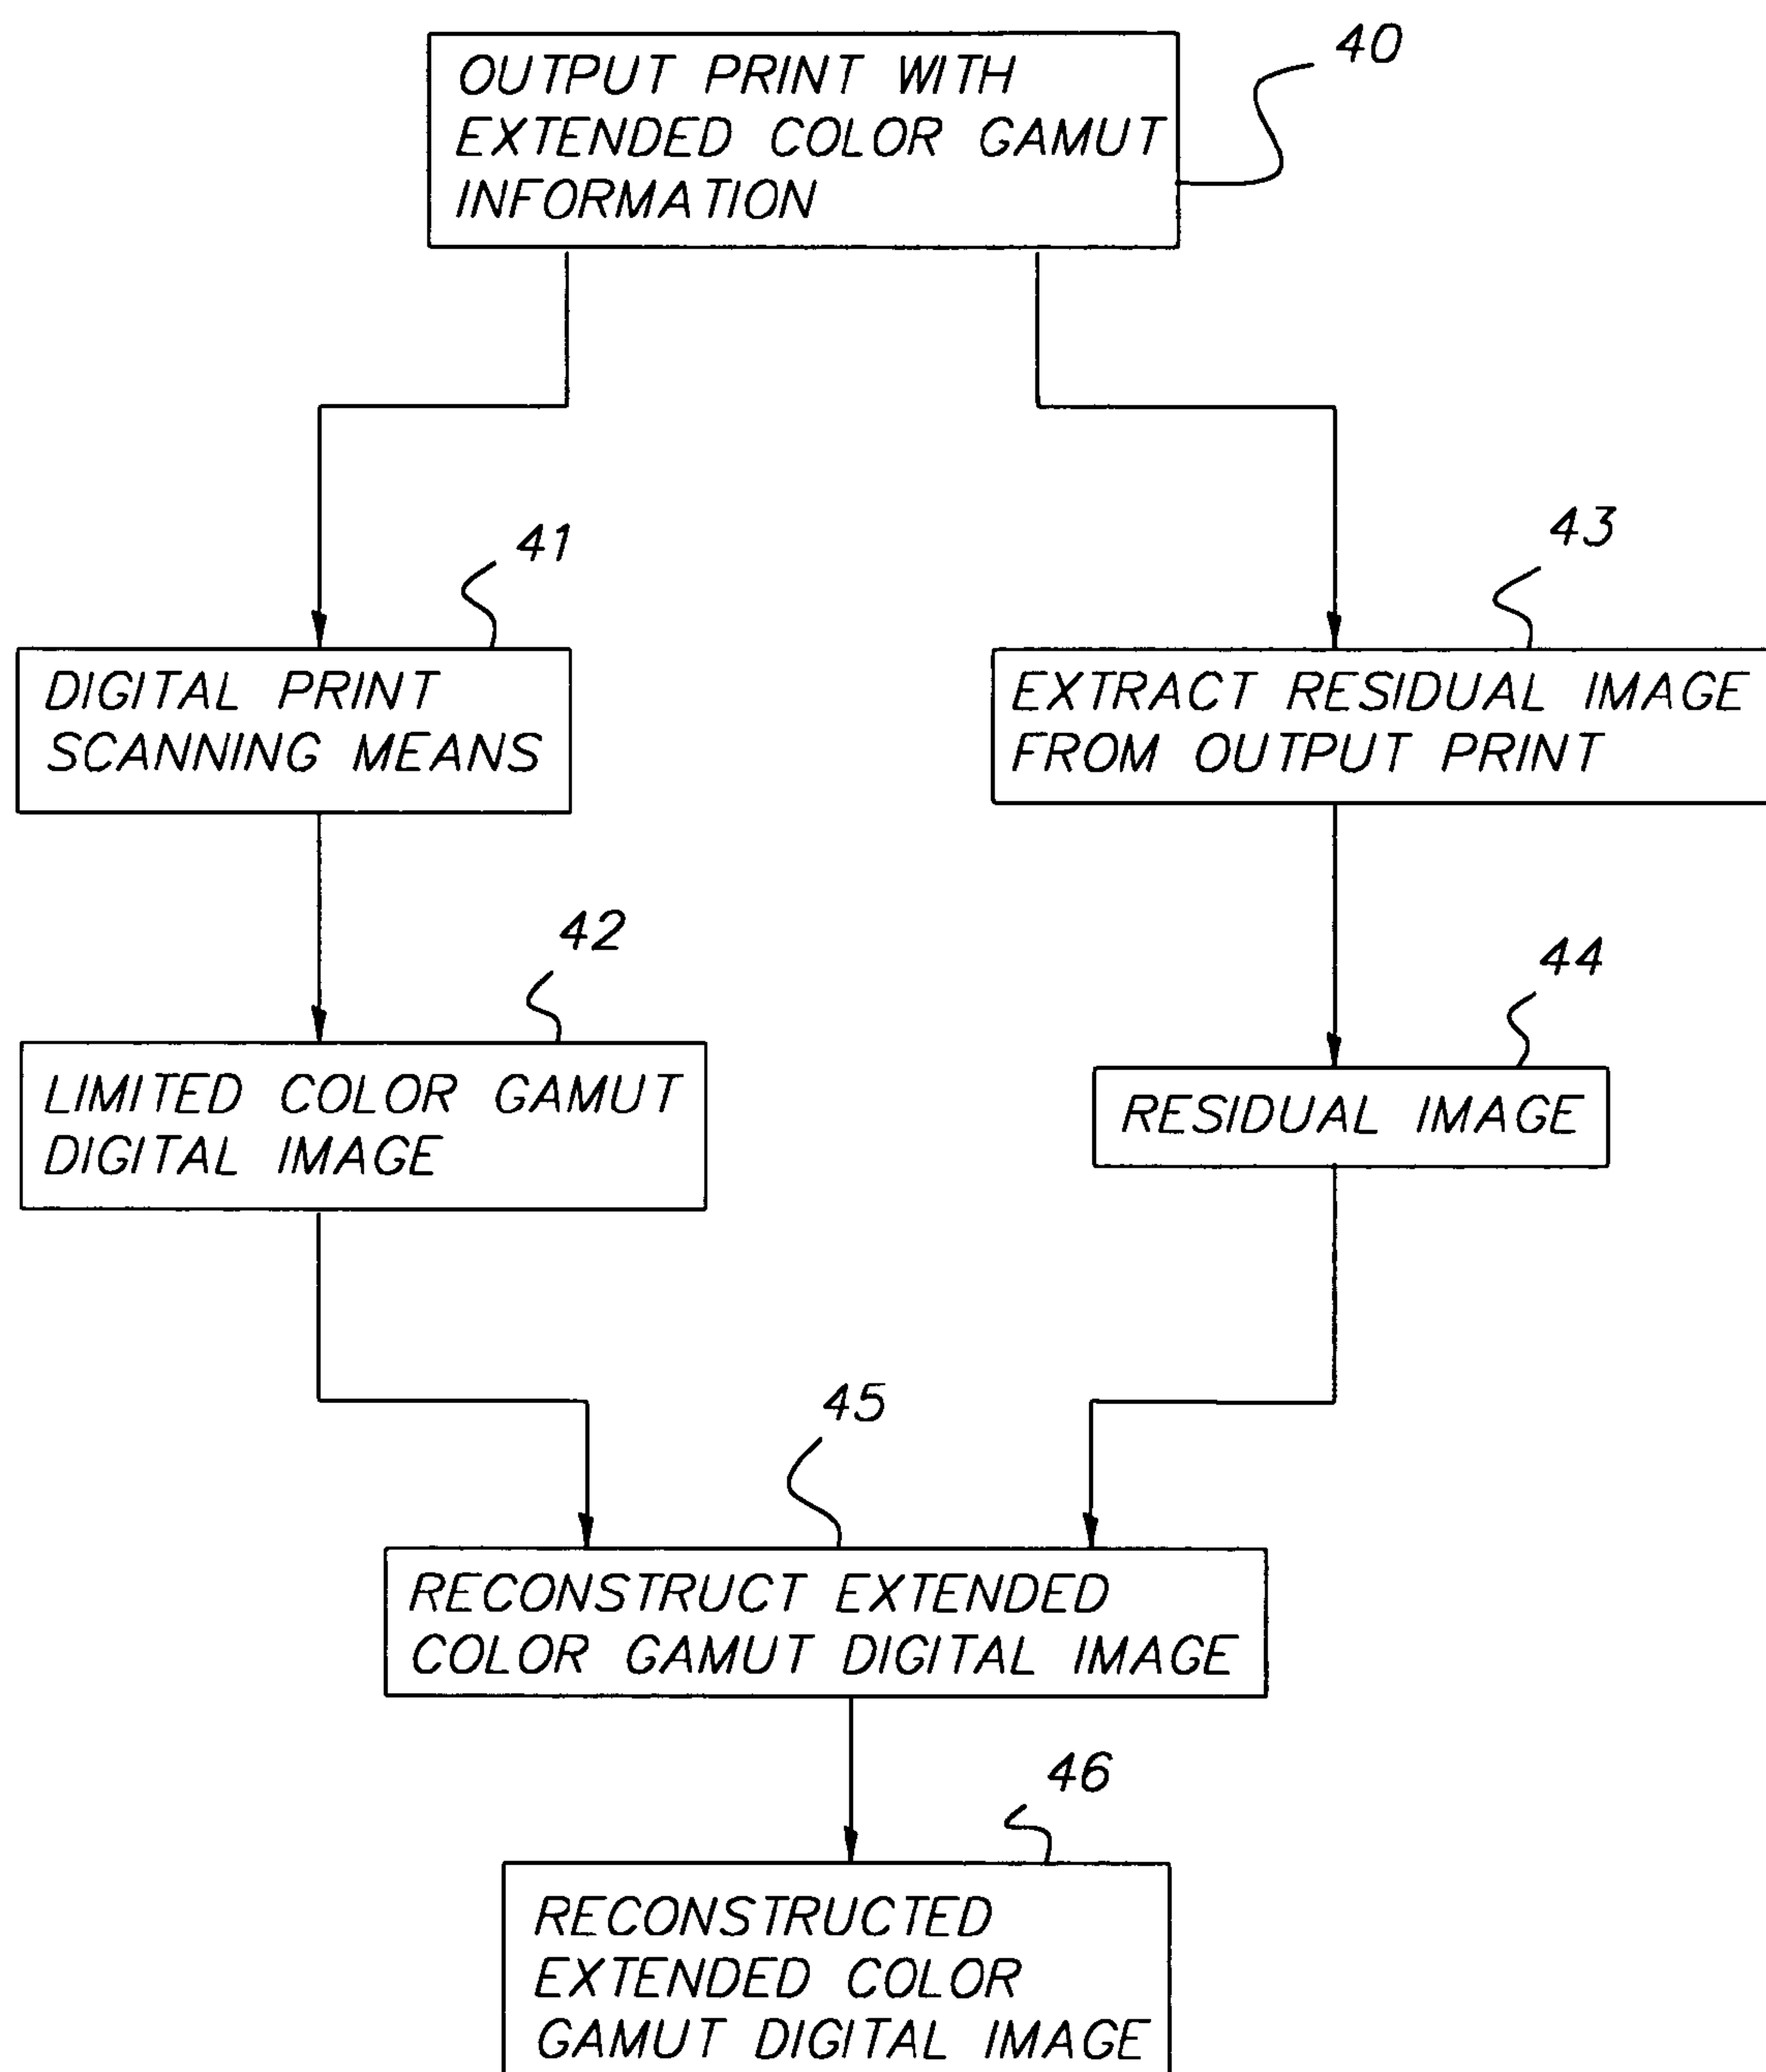 40
OUTPUT PRINT WITH
EXTENDED COLOR GAMUT
INFORMATION
41
DIGITAL PRINT
SCANNING MEANS
43
EXTRACT RESIDUAL IMAGE
FROM OUTPUT PRINT
42
LIMITED COLOR GAMUT
DIGITAL IMAGE
44
RESIDUAL IMAGE
45
RECONSTRUCT EXTENDED
COLOR GAMUT DIGITAL IMAGE
46
RECONSTRUCTED
EXTENDED COLOR
GAMUT DIGITAL IMAGE